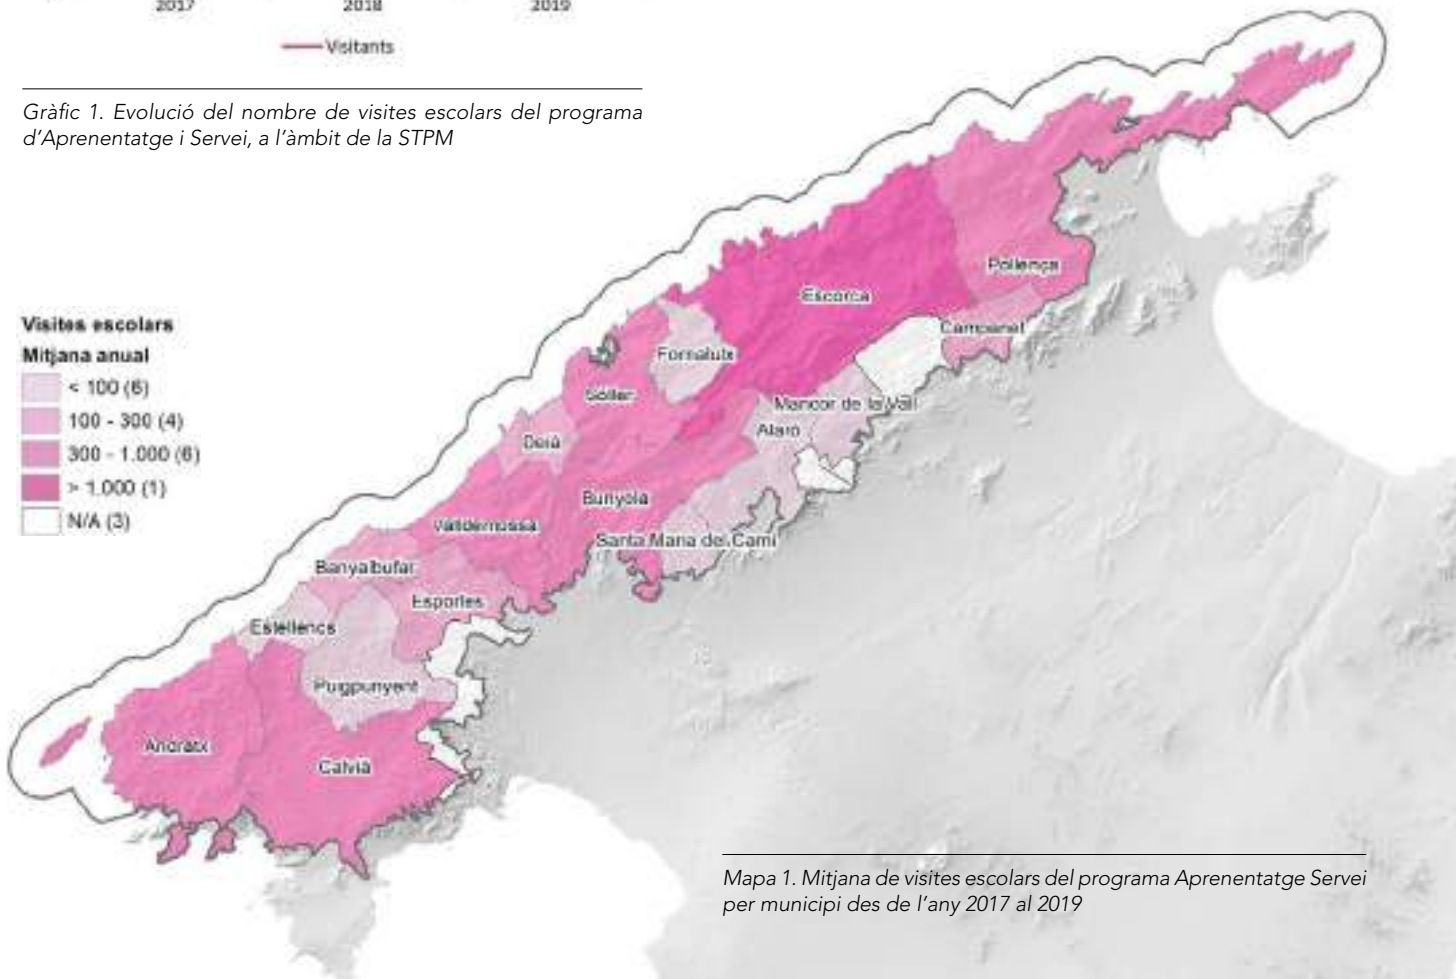 2017
2018
2019
Visitants
Gràfic 1. Evolució del nombre de visites escolars del programa
d'Aprenentatge i Servei, a l'àmbit de la STPM
Visites escolars
Mitjana anual
< 100 (6)
100 - 300 (4)
300 - 1.000 (6)
> 1.000 (1)
N/A (3)
Pollença
Escorca
Campanet
Fornalutx
Sóller
Mancor de la Vall
Alaró
Deià
Bunyola
Valldemossa
Santa Maria del Camí
Banyalbufar
Esporles
Estellencs
Puigpunyent
Andratx
Calvià
Mapa 1. Mitjana de visites escolars del programa Aprenentatge Servei
per municipi des de l'any 2017 al 2019